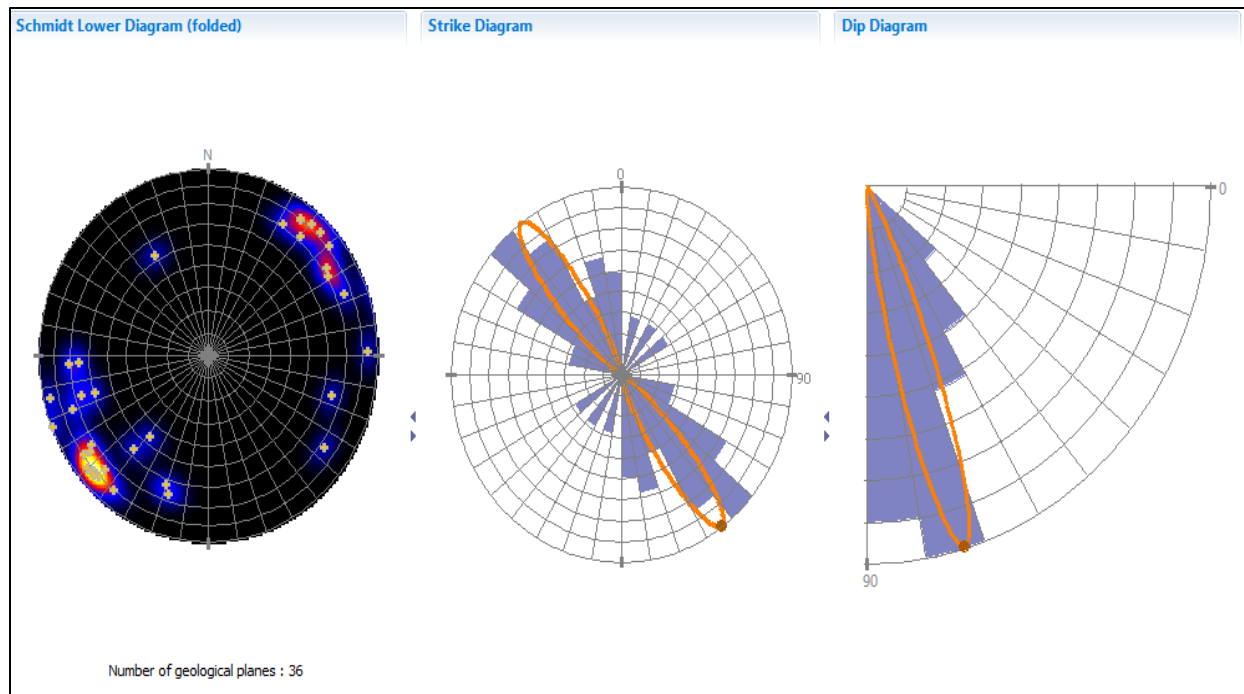 Schmidt Lower Diagram (folded)
Strike Diagram
Dip Diagram
N
0
90
0
90
Number of geological planes : 36